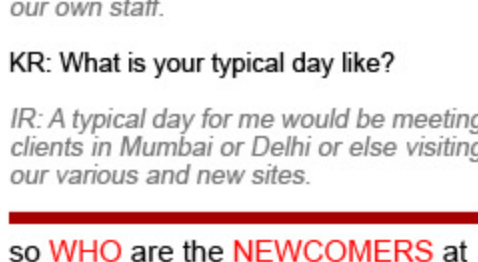 our own staff.
KR: What is your typical day like?
IR: A typical day for me would be meeting
clients in Mumbai or Delhi or else visiting
our various and new sites.
so WHO are the NEWCOMERS at